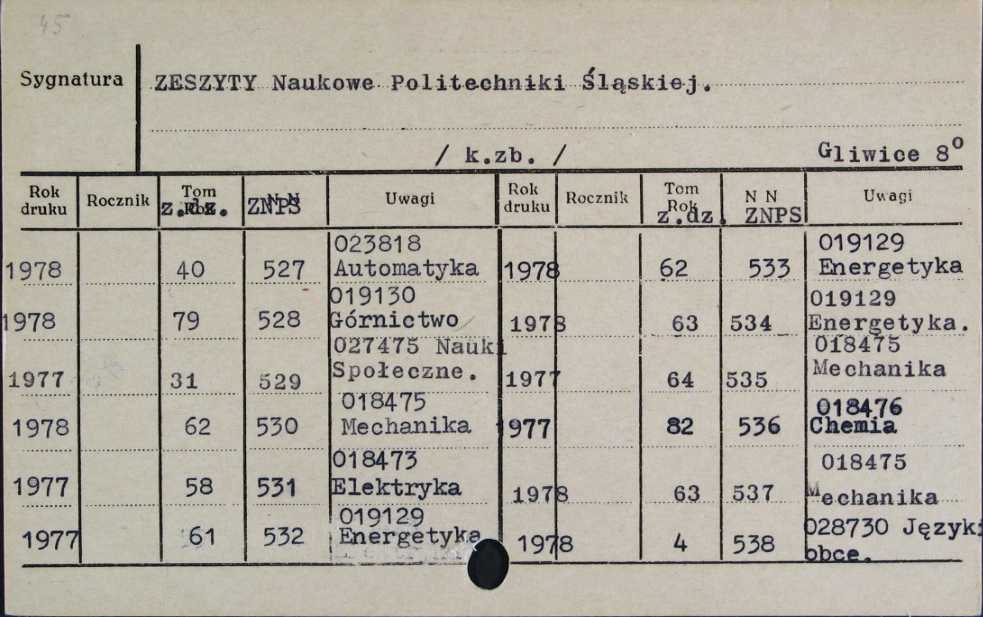 45
Sygnatura ZESZYTY Naukowe Politechniki Śląskiej.
/ k.zb. / Gliwice 8°
Rok druku Rocznik Tom Rok z.dz. N N ZNPS Uwagi Rok druku Rocznik Tom Rok z.dz. N N ZNPS Uwagi
023818 019129
1978 40 527 Automatyka 1978 62 533 Energetyka
019130 019129
1978 79 528 Górnictwo 1978 63 534 Energetyka.
027475 Nauki 018475
1977 31 529 Społeczne. 1977 64 535 Mechanika
018475 018476
1978 62 530 Mechanika 1977 82 536 Chemia
018473 018475
1977 58 531 Elektryka 1978 63 537 Mechanika
019129 028730 Języki
1977 61 532 Energetyka 1978 4 538 obce.